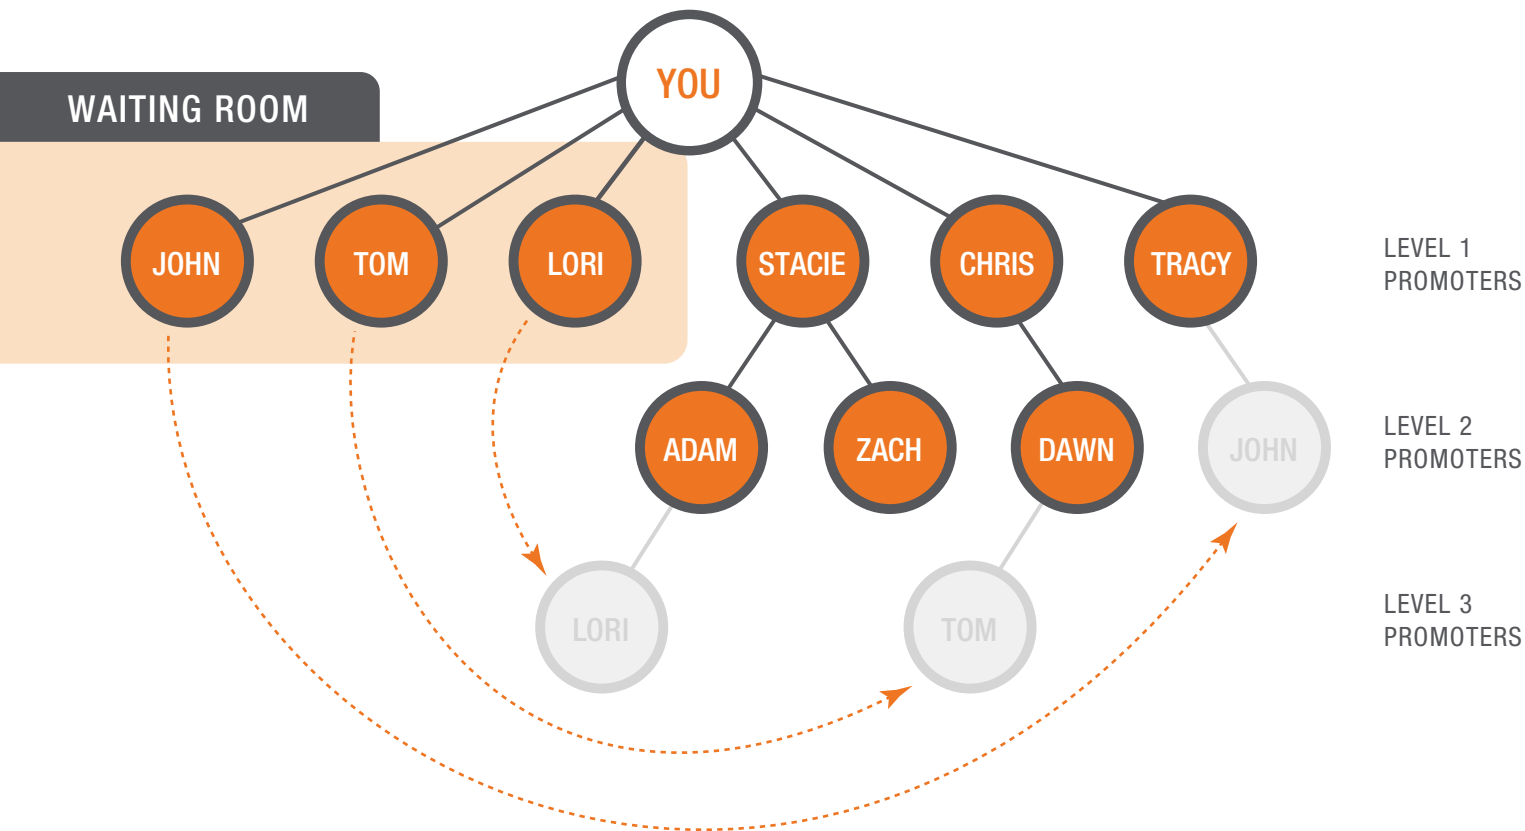 YOU
WAITING ROOM
JOHN
TOM
LORI
STACIE
CHRIS
TRACY
LEVEL 1
PROMOTERS
ADAM
ZACH
DAWN
JOHN
LEVEL 2
PROMOTERS
LORI
TOM
LEVEL 3
PROMOTERS